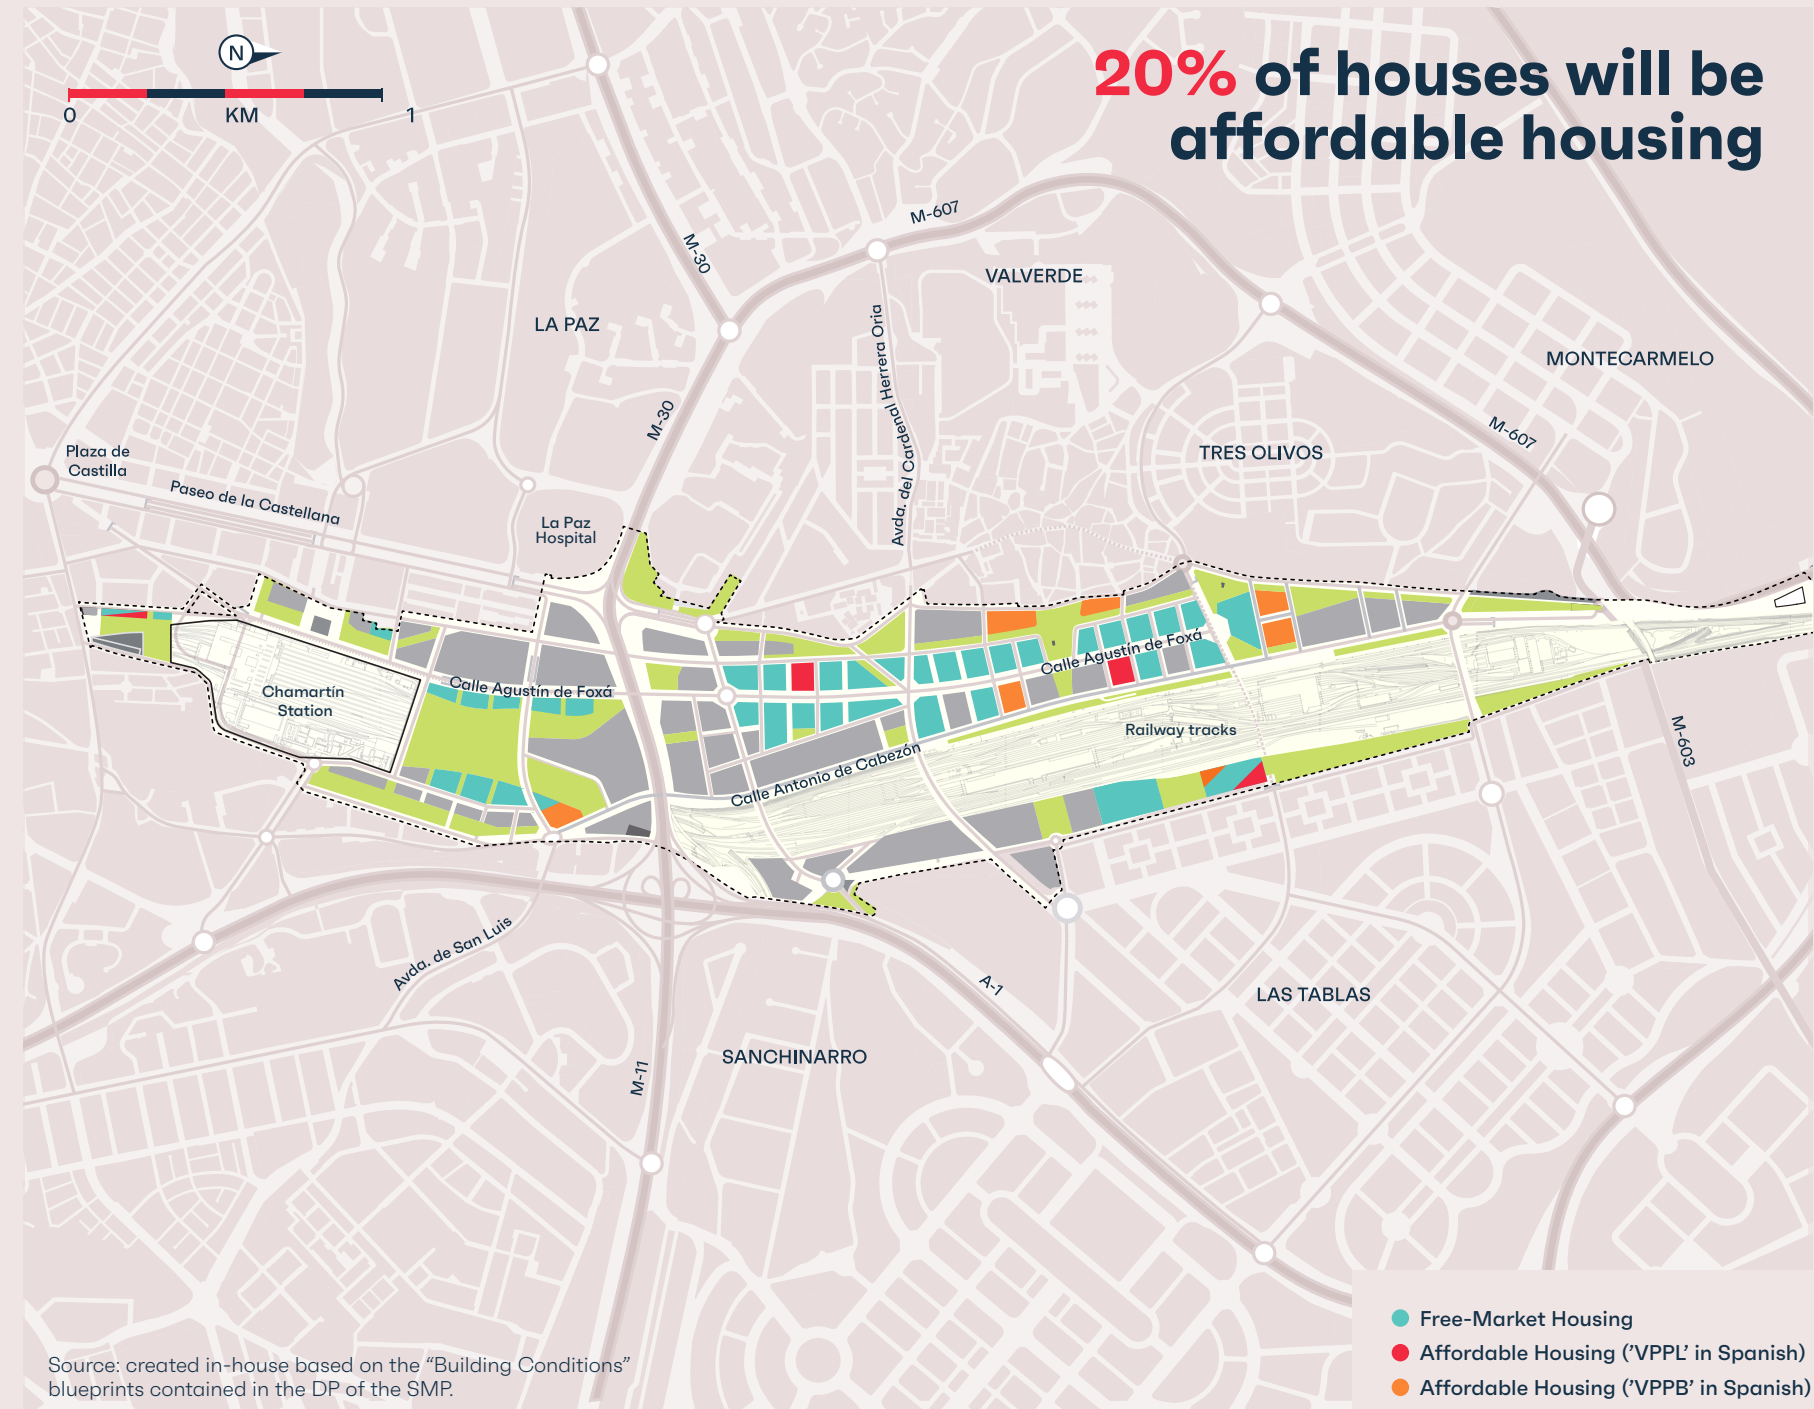 N
0 KM 1
20% of houses will be
affordable housing
M-30
M-607
VALVERDE
LA PAZ
Avda. del Cardenal Herrera Oria
MONTECARMELO
M-30
M-607
TRES OLIVOS
Plaza de
Castilla
Paseo de la Castellana
La Paz
Hospital
Calle Agustín de Foxá
Chamartín
Station
Calle Agustín de Foxá
Railway tracks
M-603
Calle Antonio de Cabezón
Avda. de San Luis
A-1
LAS TABLAS
SANCHINARRO
M-11
Free-Market Housing
Affordable Housing (’VPPL’ in Spanish)
Affordable Housing (’VPPB’ in Spanish)
Source: created in-house based on the “Building Conditions”
blueprints contained in the DP of the SMP.